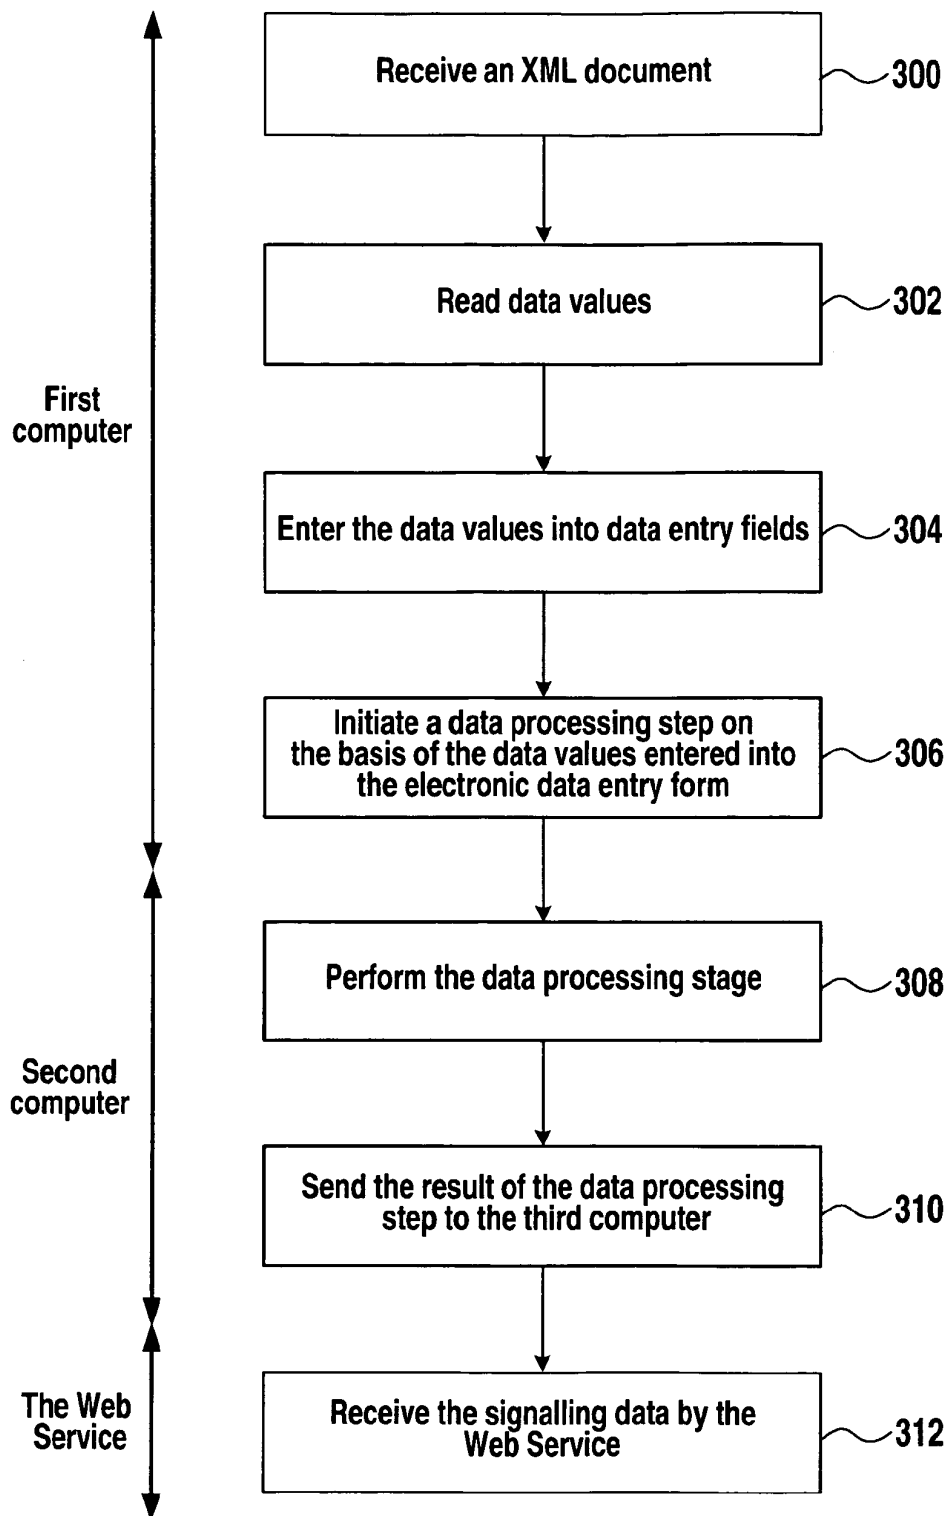 Receive an XML document
300
Read data values
302
First
computer
Enter the data values into data entry fields
304
Initiate a data processing step on
the basis of the data values entered into
the electronic data entry form
306
Perform the data processing stage
308
Second
computer
Send the result of the data processing
step to the third computer
310
The Web
Service
Receive the signalling data by the
Web Service
312